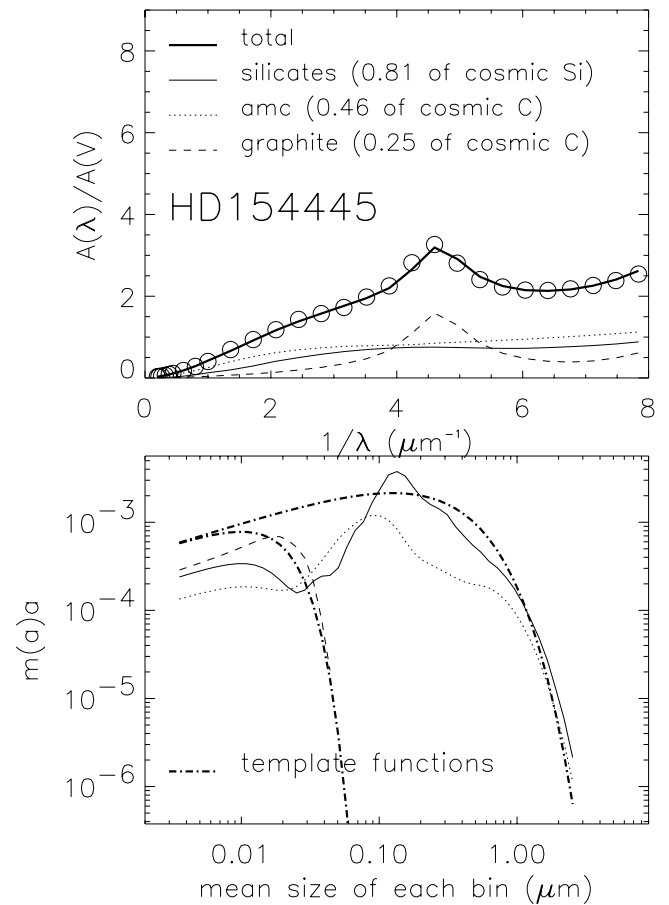 total
silicates (0.81 of cosmic Si)
amc (0.46 of cosmic C)
graphite (0.25 of cosmic C)
HD154445
A(λ)/A(V)
8
6
4
2
0
0 2 4 6 8
1/λ (μm⁻¹)
m(a)a
10⁻³
10⁻⁴
10⁻⁵
10⁻⁶
template functions
0.01 0.10 1.00
mean size of each bin (μm)